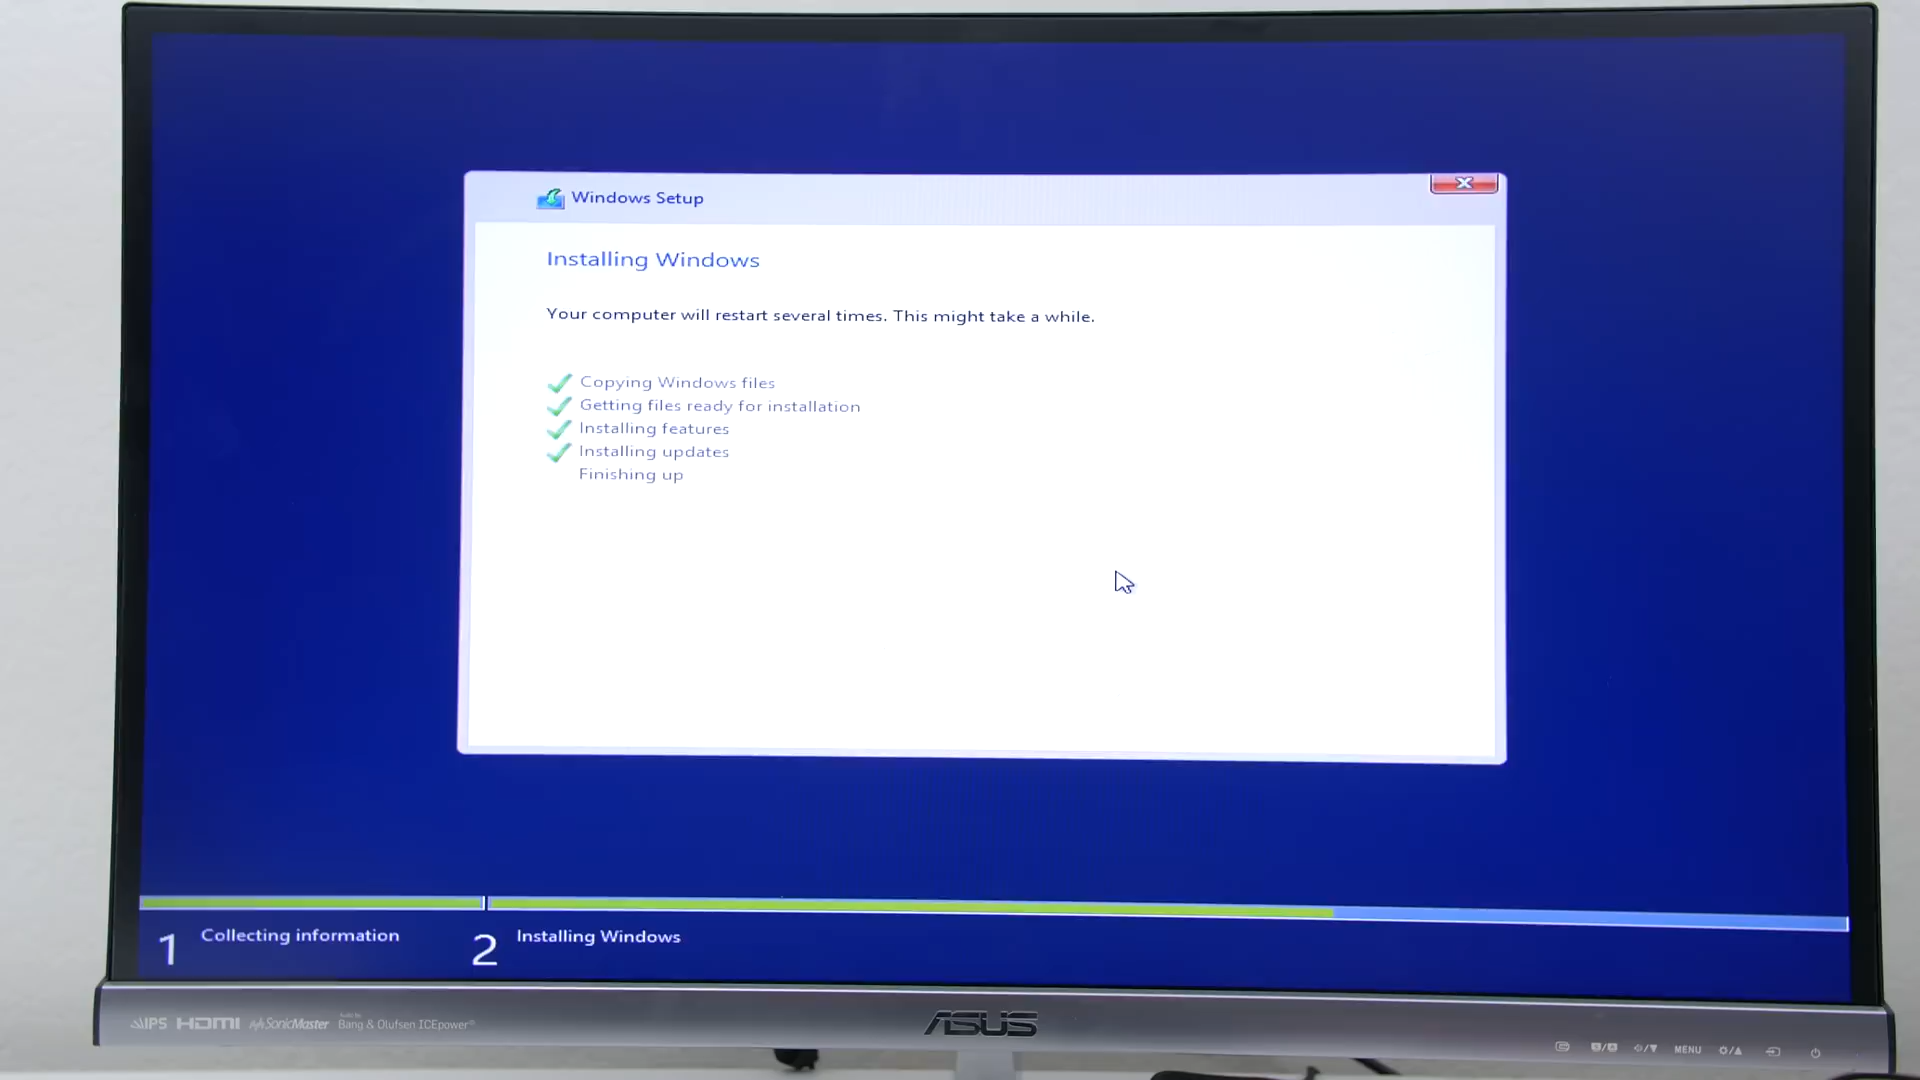 Windows Setup
Installing Windows
Your computer will restart several times. This might take a while.
Copying Windows files
Getting files ready for installation
Installing features
Installing updates
Finishing up
1 Collecting information
2 Installing Windows
IPS HDMI SonicMaster Audio by Bang & Olufsen ICEpower®
ASUS
MENU